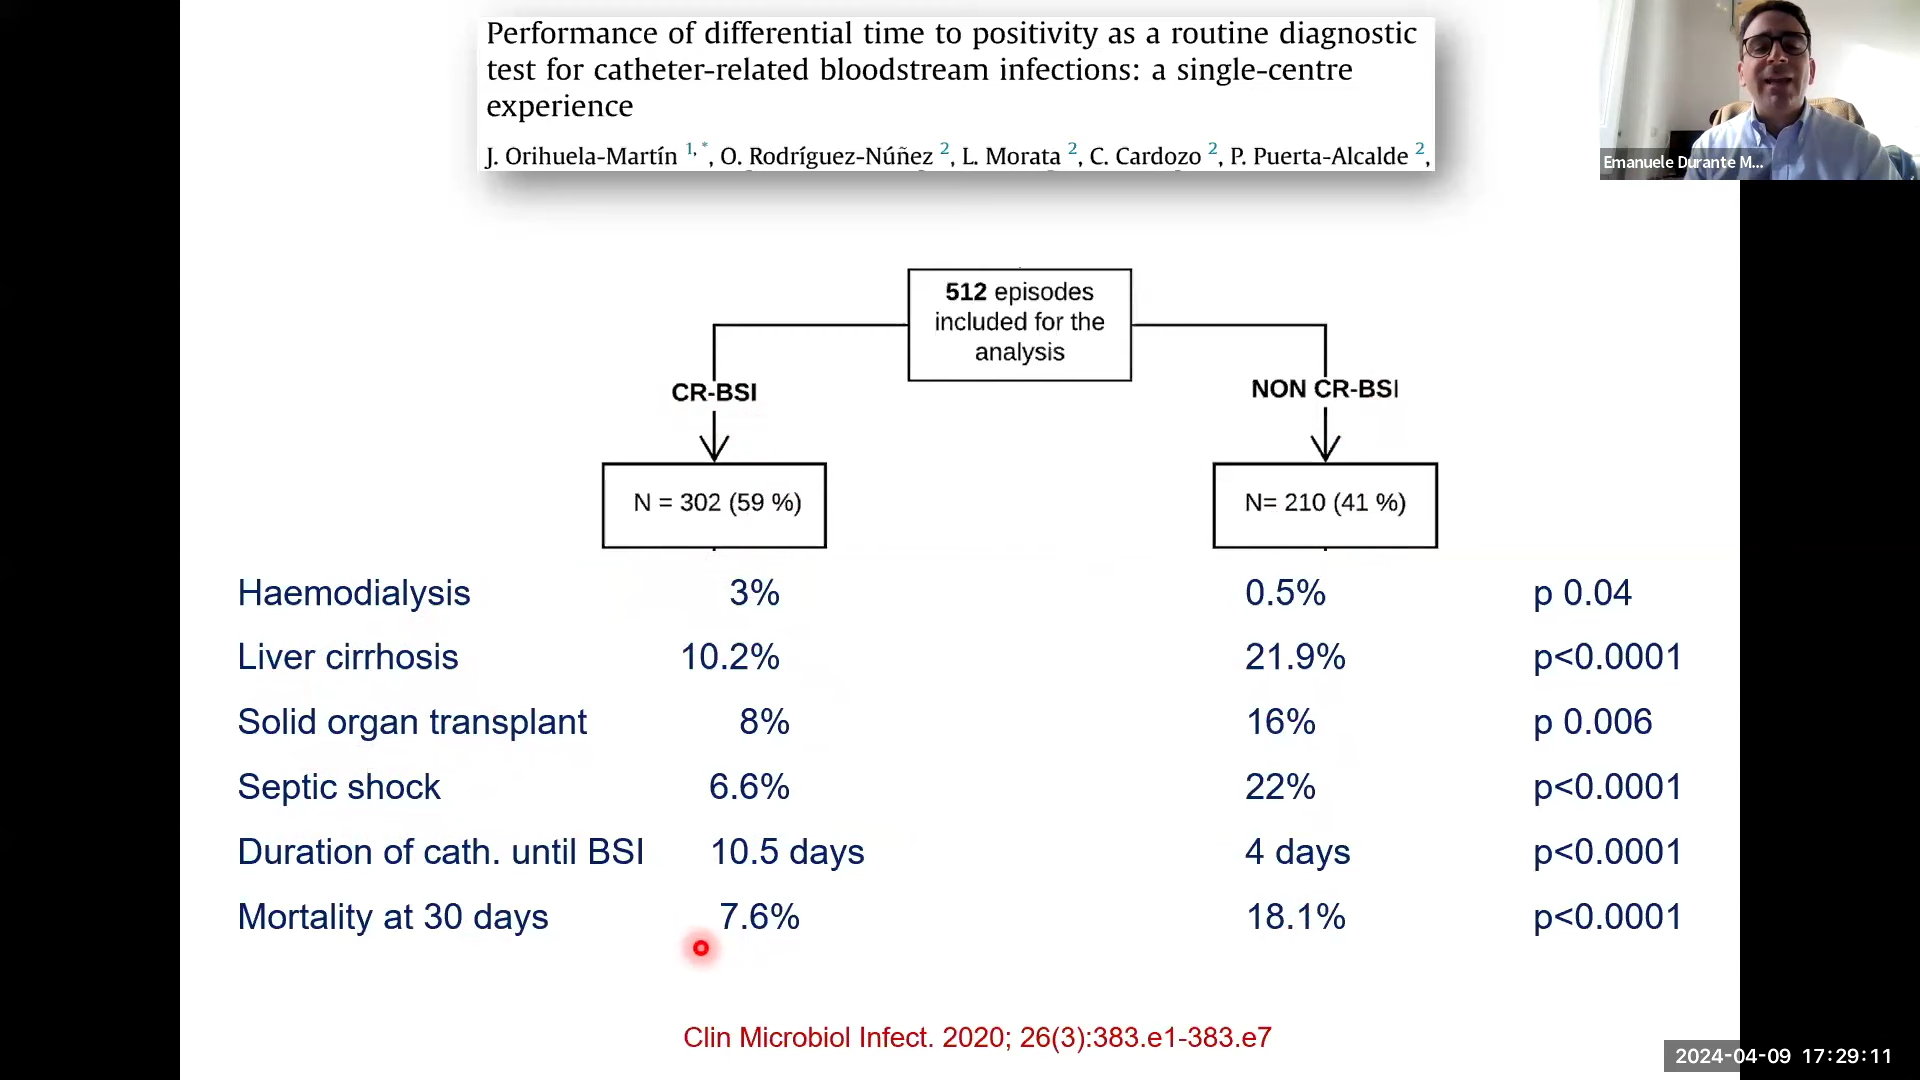 Performance of differential time to positivity as a routine diagnostic
test for catheter-related bloodstream infections: a single-centre
experience
J. Orihuela-Martín 1,*, O. Rodríguez-Núñez 2, L. Morata 2, C. Cardozo 2, P. Puerta-Alcalde 2,
Emanuele Durante M...
512 episodes
included for the
analysis
CR-BSI
NON CR-BSI
N = 302 (59 %)
N= 210 (41 %)
Haemodialysis 3% 0.5% p 0.04
Liver cirrhosis 10.2% 21.9% p<0.0001
Solid organ transplant 8% 16% p 0.006
Septic shock 6.6% 22% p<0.0001
Duration of cath. until BSI 10.5 days 4 days p<0.0001
Mortality at 30 days 7.6% 18.1% p<0.0001
Clin Microbiol Infect. 2020; 26(3):383.e1-383.e7
2024-04-09 17:29:11